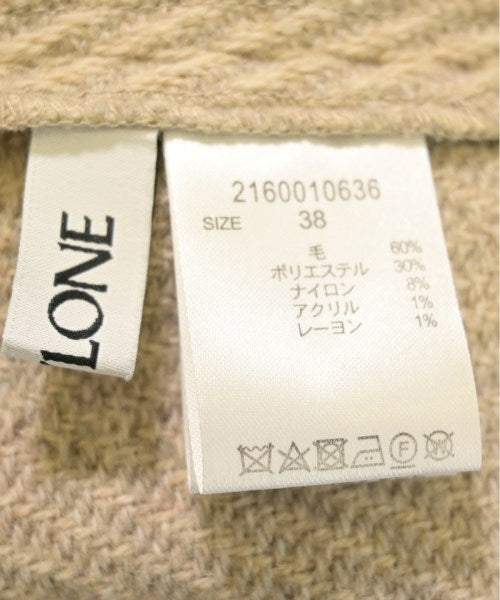 LONE
2160010636
SIZE 38
毛 60%
ポリエステル 30%
ナイロン 8%
アクリル 1%
レーヨン 1%
F
W